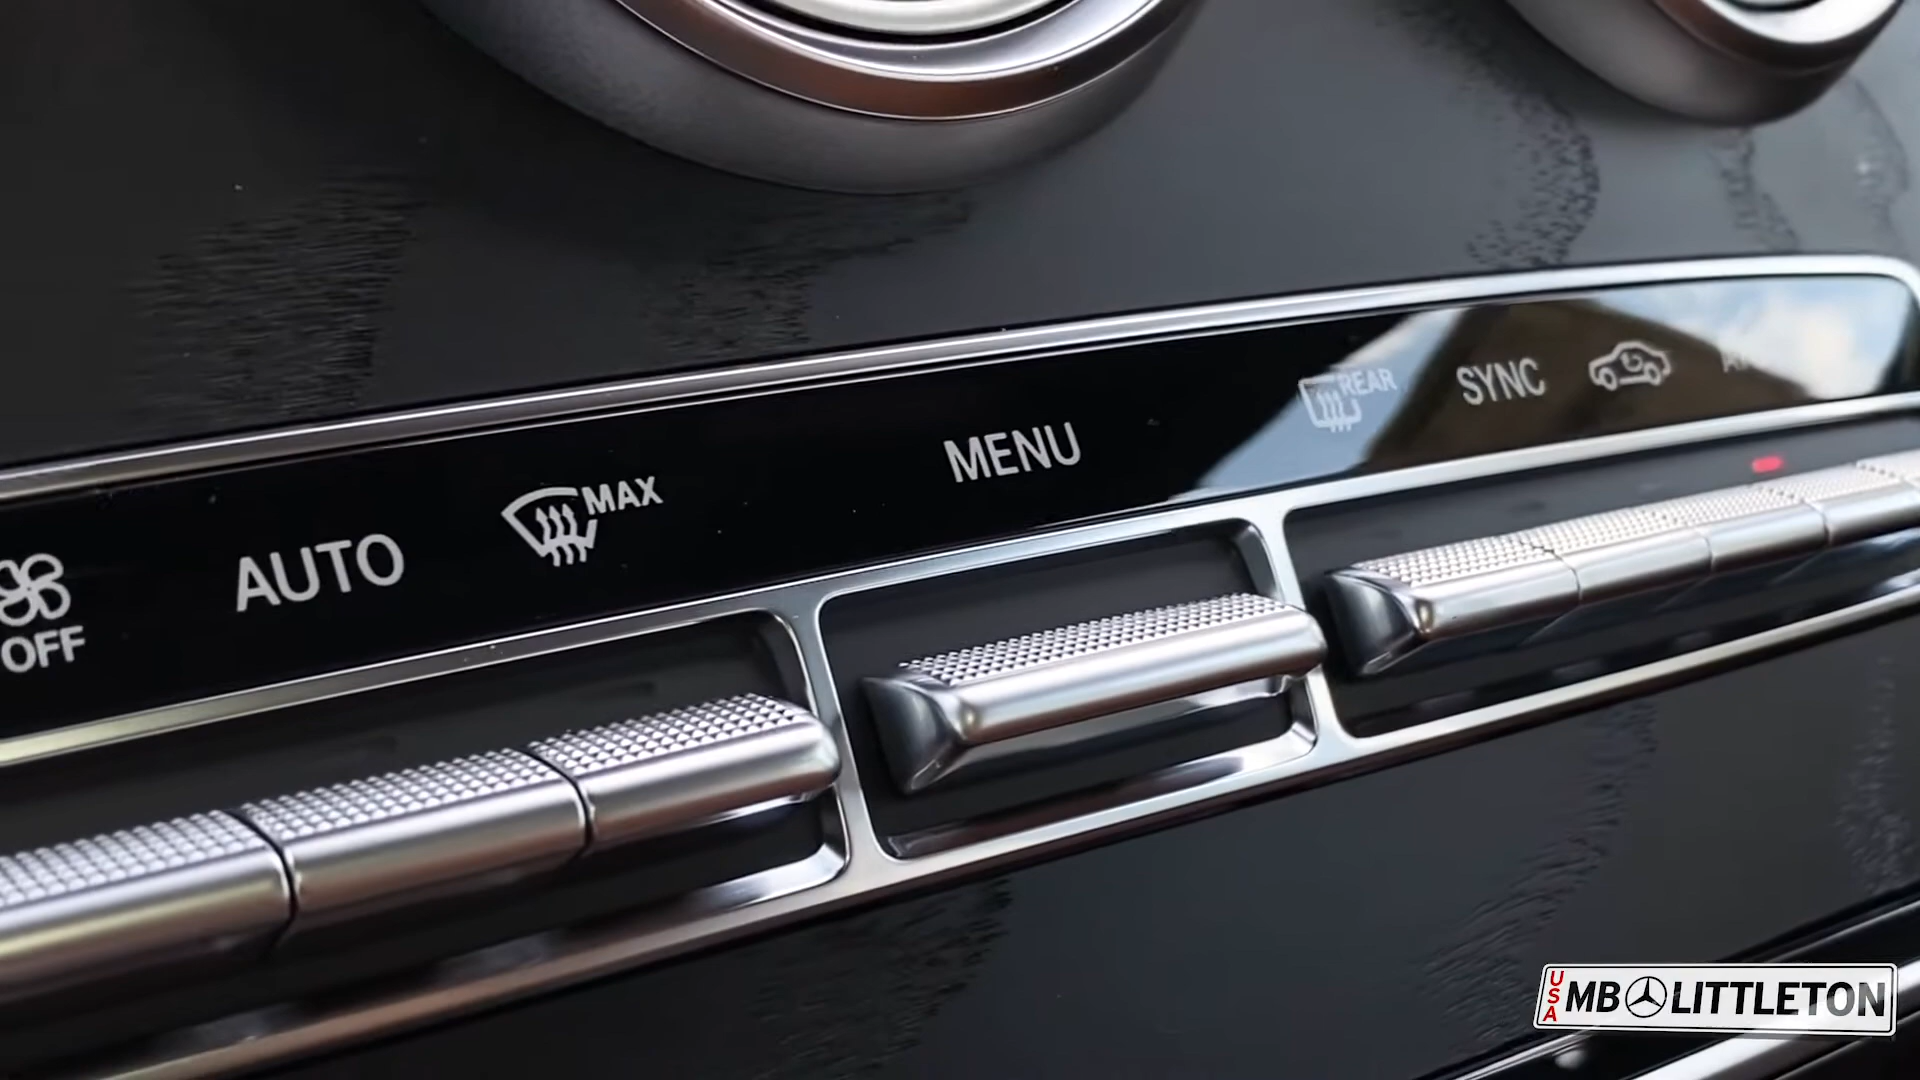 OFF
AUTO
MAX
MENU
REAR
SYNC
USA MB LITTLETON